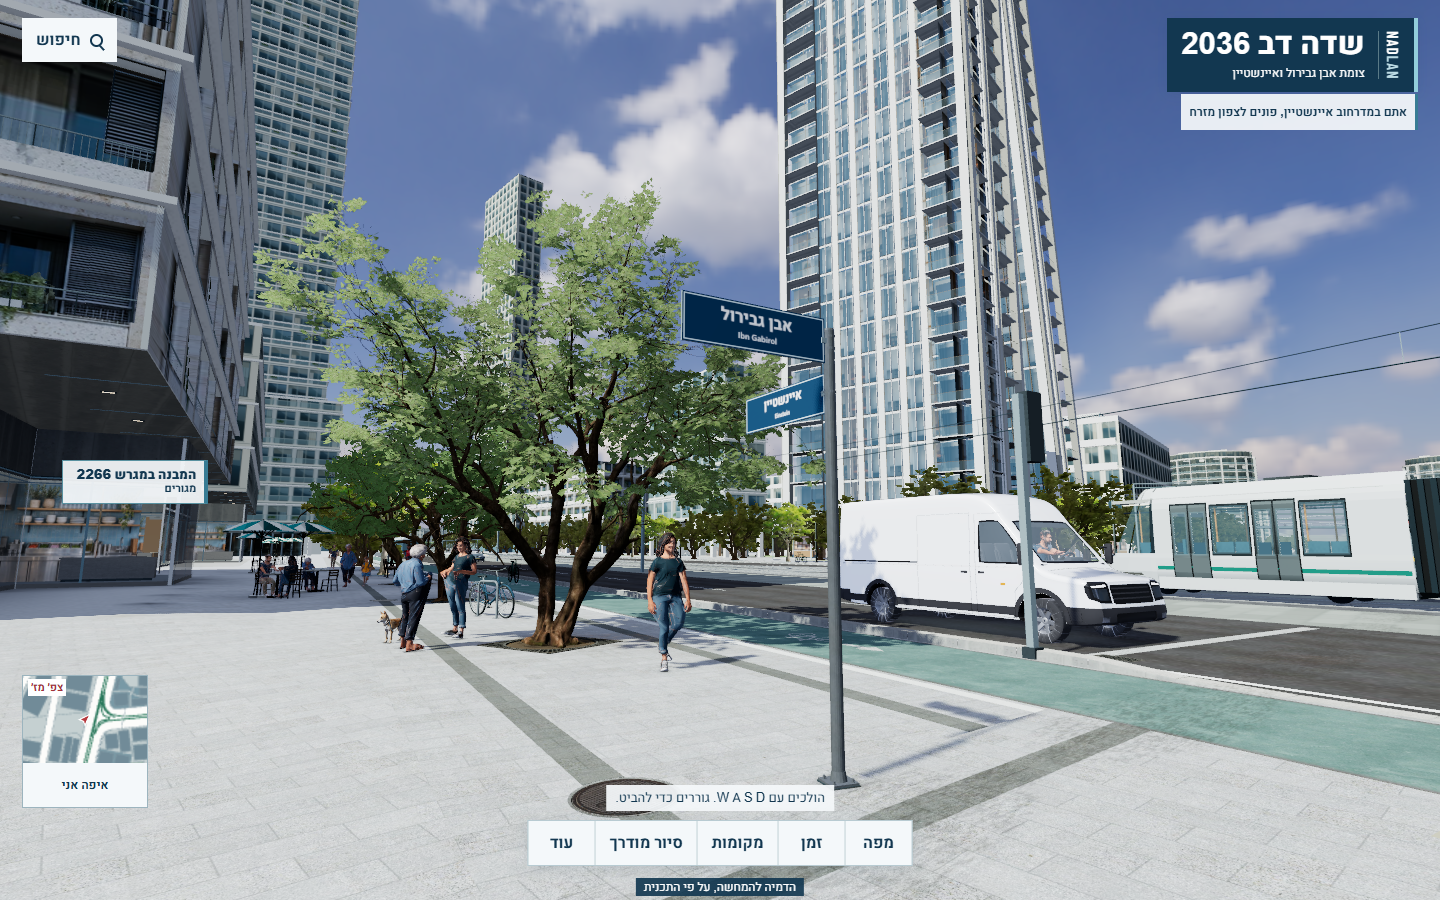 חיפוש
שדה דב 2036
NADLAN
צומת אבן גבירול ואיינשטיין
אתם במדרחוב איינשטיין, פונים לצפון מזרח
אבן גבירול
Ibn Gabirol
איינשטיין
המבנה במגרש 2266
מגורים
צפ' מז'
איפה אני
הולכים עם W A S D. גוררים כדי להביט.
מפה
זמן
מקומות
סיור מודרך
עוד
הדמיה להמחשה, על פי התכנית